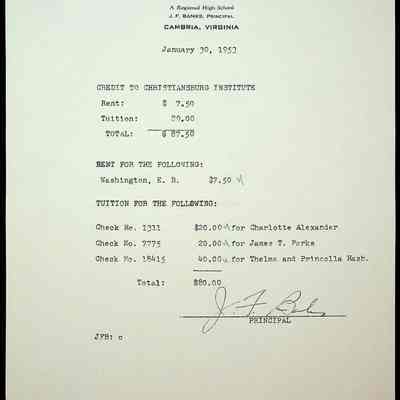 A Regional High School
J. F. BANKS, PRINCIPAL
CAMBRIA, VIRGINIA
January 30, 1953
CREDIT TO CHRISTIANSBURG INSTITUTE
Rent: $ 7.50
Tuition: 80.00
TOTAL: $ 87.50
RENT FOR THE FOLLOWING:
Washington, E. B. $7.50
TUITION FOR THE FOLLOWING:
Check No. 1311 $20.00 for Charlotte Alexander
Check No. 7775 20.00 for James T. Parks
Check No. 18415 40.00 for Thelma and Princella
Total: $80.00
J. F. Banks
PRINCIPAL
JFB: c